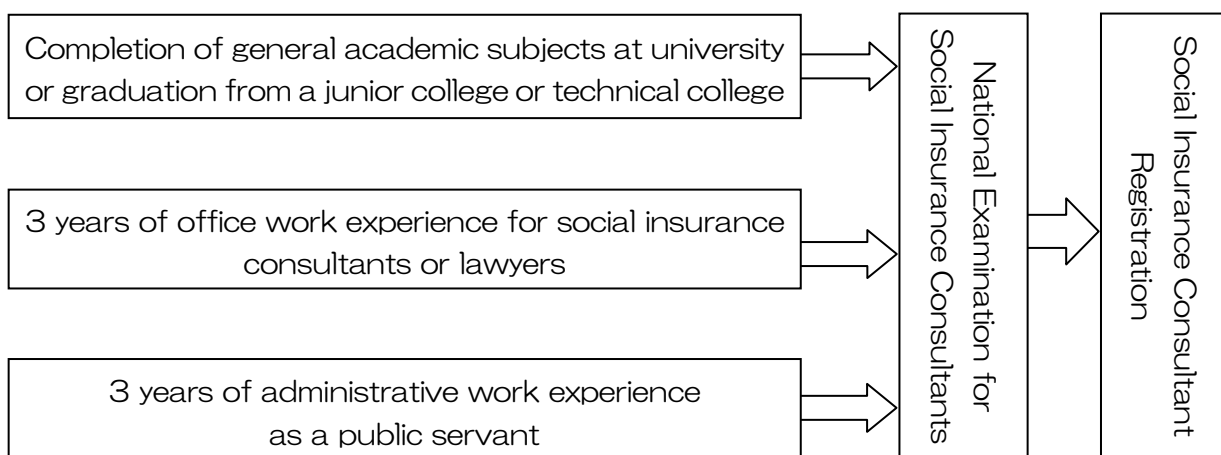 Completion of general academic subjects at university
or graduation from a junior college or technical college
3 years of office work experience for social insurance
consultants or lawyers
3 years of administrative work experience
as a public servant
National Examination for
Social Insurance Consultants
Social Insurance Consultant
Registration